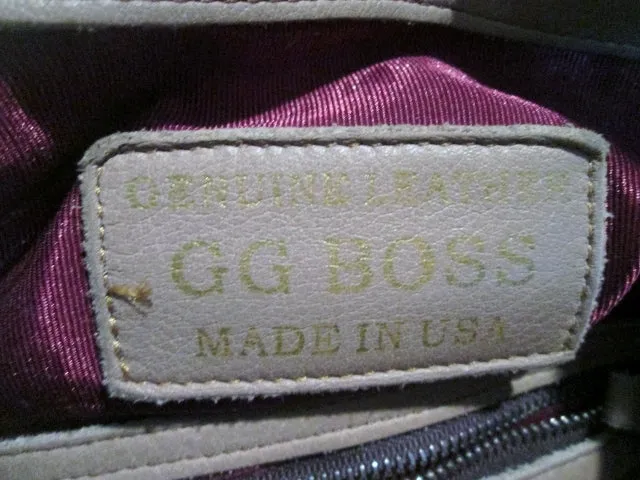 GENUINE LEATHER
GG BOSS
MADE IN USA